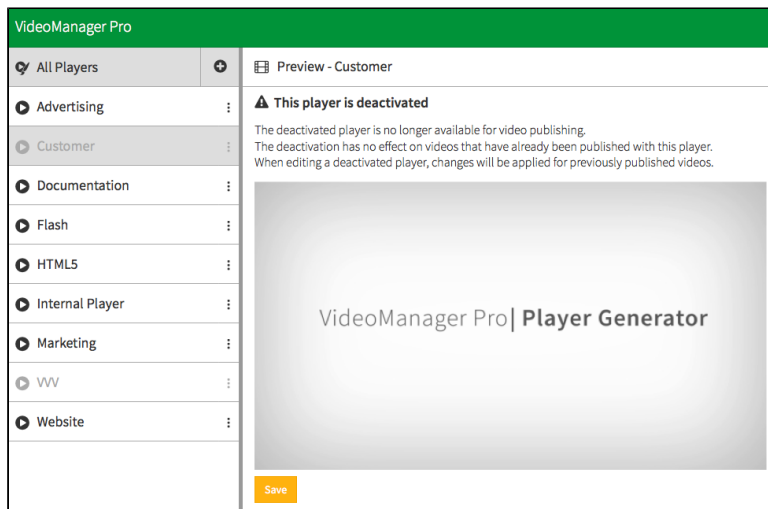 VideoManager Pro
All Players
Preview - Customer
Advertising
Customer
Documentation
Flash
HTML5
Internal Player
Marketing
VVV
Website
This player is deactivated
The deactivated player is no longer available for video publishing.
The deactivation has no effect on videos that have already been published with this player.
When editing a deactivated player, changes will be applied for previously published videos.
VideoManager Pro| Player Generator
Save